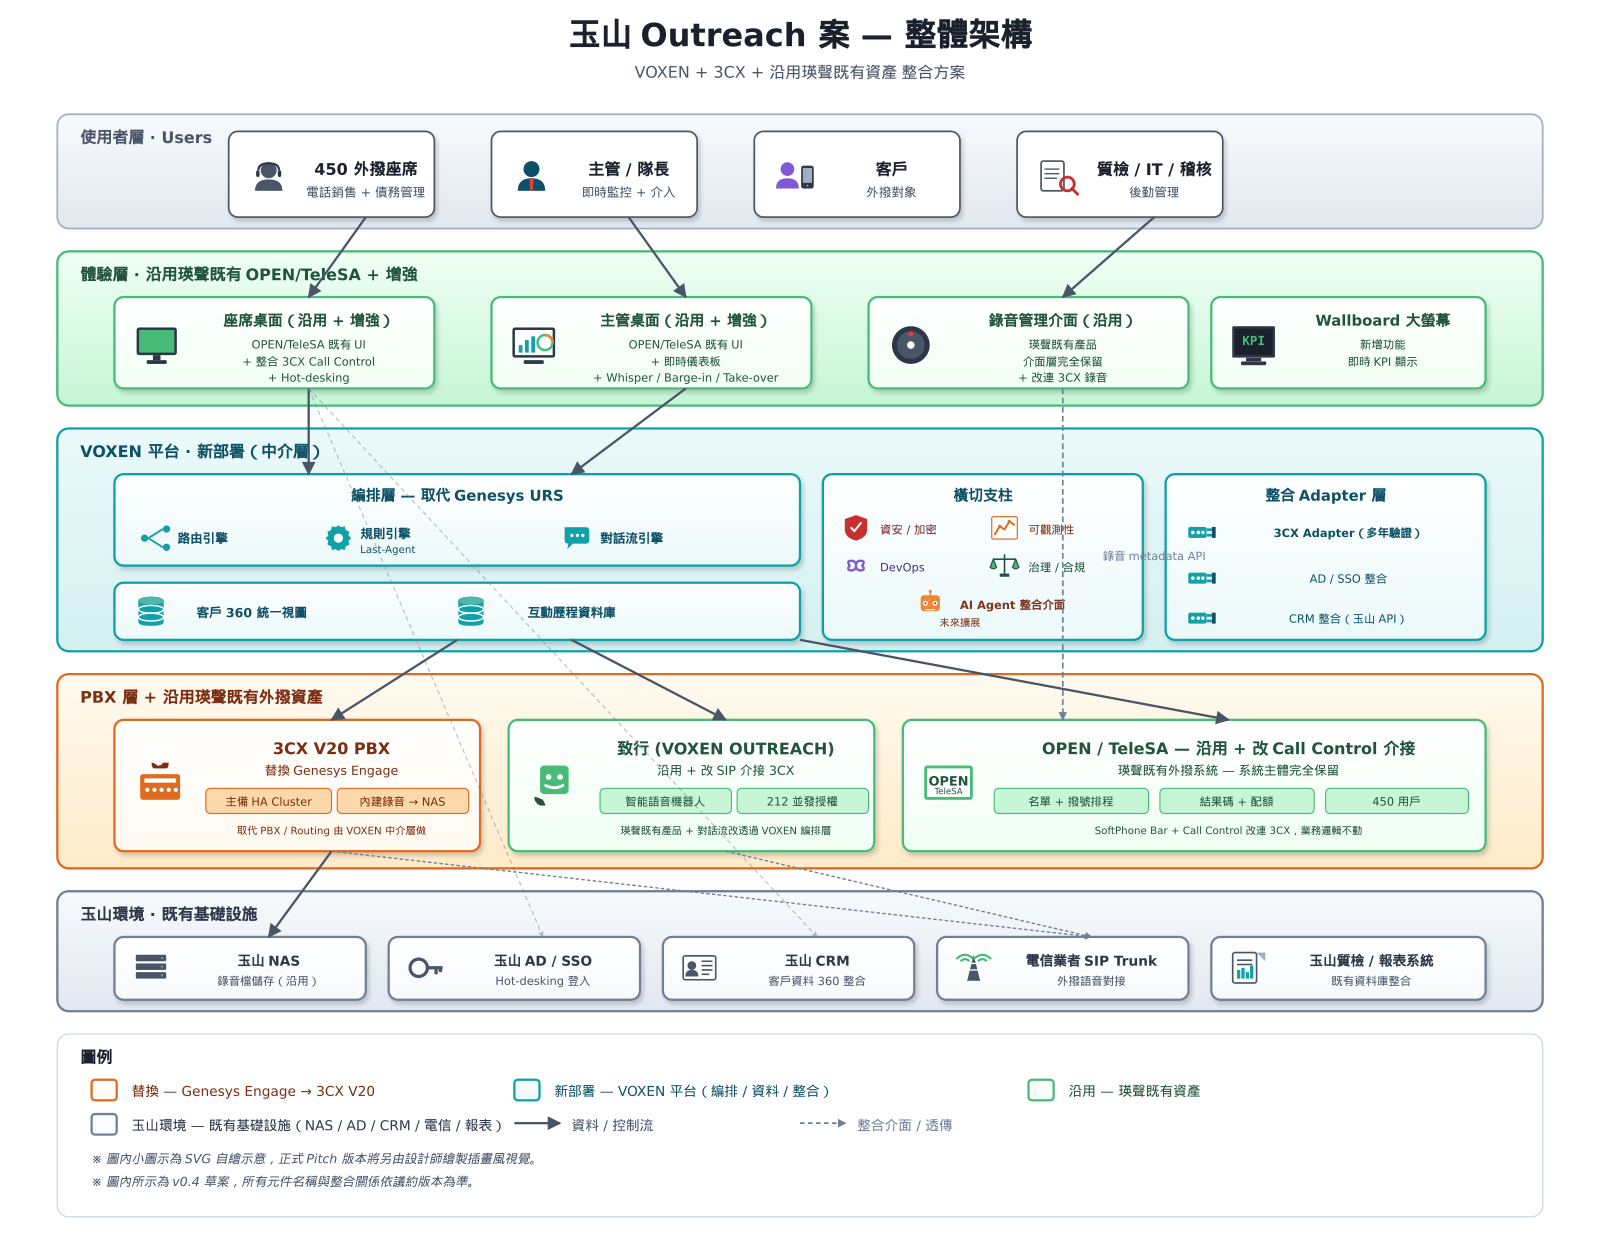 玉山 Outreach 案 — 整體架構
VOXEN + 3CX + 沿用瑛聲既有資產 整合方案
使用者層 · Users
450 外撥座席
電話銷售 + 債務管理
主管 / 隊長
即時監控 + 介入
客戶
外撥對象
質檢 / IT / 稽核
後勤管理
體驗層 · 沿用瑛聲既有 OPEN/TeleSA + 增強
座席桌面（沿用 + 增強）
OPEN/TeleSA 既有 UI
+ 整合 3CX Call Control
+ Hot-desking
主管桌面（沿用 + 增強）
OPEN/TeleSA 既有 UI
+ 即時儀表板
+ Whisper / Barge-in / Take-over
錄音管理介面（沿用）
瑛聲既有產品
介面層完全保留
+ 改連 3CX 錄音
KPI
Wallboard 大螢幕
新增功能
即時 KPI 顯示
VOXEN 平台 · 新部署（中介層）
編排層 — 取代 Genesys URS
路由引擎
規則引擎
Last-Agent
對話流引擎
客戶 360 統一視圖
互動歷程資料庫
橫切支柱
資安 / 加密
可觀測性
DevOps
治理 / 合規
AI Agent 整合介面
未來擴展
錄音 metadata API
整合 Adapter 層
3CX Adapter（多年驗證）
AD / SSO 整合
CRM 整合（玉山 API）
PBX 層 + 沿用瑛聲既有外撥資產
3CX V20 PBX
替換 Genesys Engage
主備 HA Cluster
內建錄音 → NAS
取代 PBX / Routing 由 VOXEN 中介層做
致行 (VOXEN OUTREACH)
沿用 + 改 SIP 介接 3CX
智能語音機器人
212 並發授權
瑛聲既有產品 + 對話流改透過 VOXEN 編排層
OPEN
TeleSA
OPEN / TeleSA — 沿用 + 改 Call Control 介接
瑛聲既有外撥系統 — 系統主體完全保留
名單 + 撥號排程
結果碼 + 配額
450 用戶
SoftPhone Bar + Call Control 改連 3CX，業務邏輯不動
玉山環境 · 既有基礎設施
玉山 NAS
錄音檔儲存（沿用）
玉山 AD / SSO
Hot-desking 登入
玉山 CRM
客戶資料 360 整合
電信業者 SIP Trunk
外撥語音對接
玉山質檢 / 報表系統
既有資料庫整合
圖例
替換 — Genesys Engage → 3CX V20
新部署 — VOXEN 平台（編排 / 資料 / 整合）
沿用 — 瑛聲既有資產
玉山環境 — 既有基礎設施（NAS / AD / CRM / 電信 / 報表）
資料 / 控制流
整合介面 / 透傳
※ 圖內小圖示為 SVG 自繪示意，正式 Pitch 版本將另由設計師繪製插畫風視覺。
※ 圖內所示為 v0.4 草案，所有元件名稱與整合關係依議約版本為準。